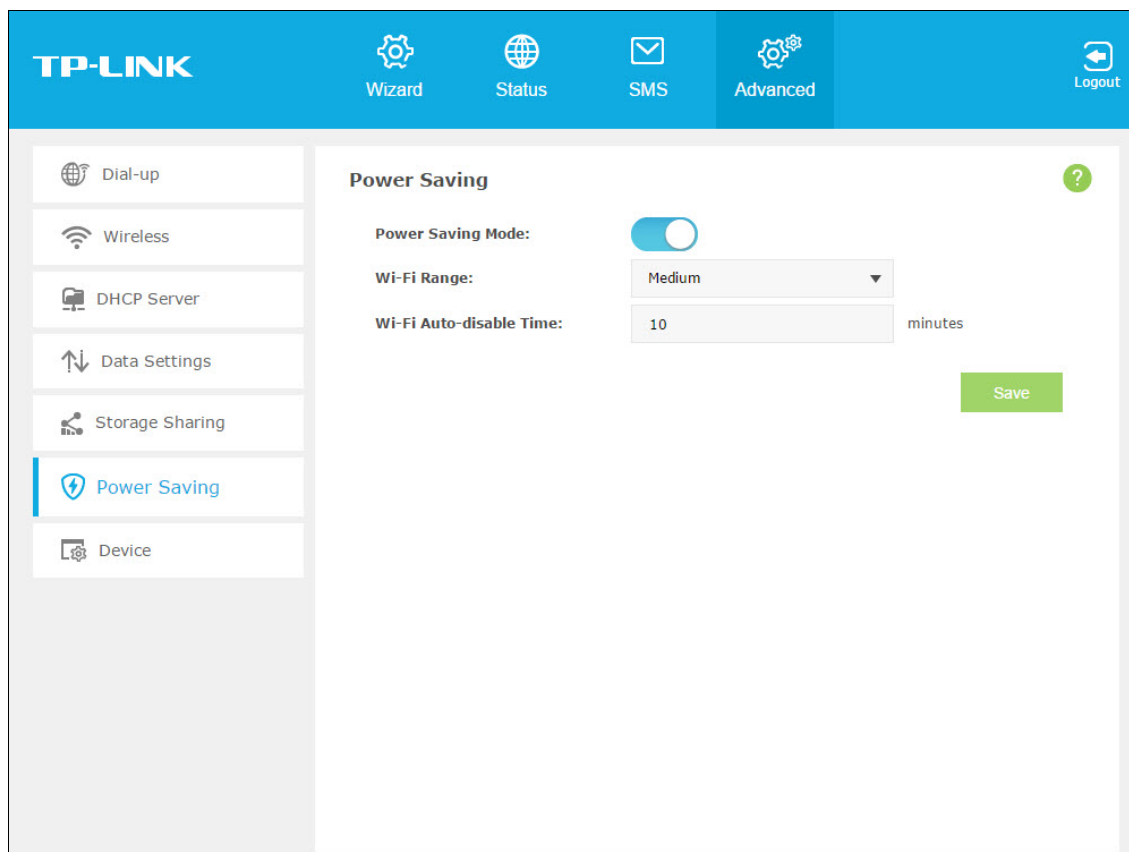 TP-LINK
Wizard
Status
SMS
Advanced
Logout
Dial-up
Wireless
DHCP Server
Data Settings
Storage Sharing
Power Saving
Device
Power Saving
?
Power Saving Mode:
Wi-Fi Range: Medium
Wi-Fi Auto-disable Time: 10 minutes
Save